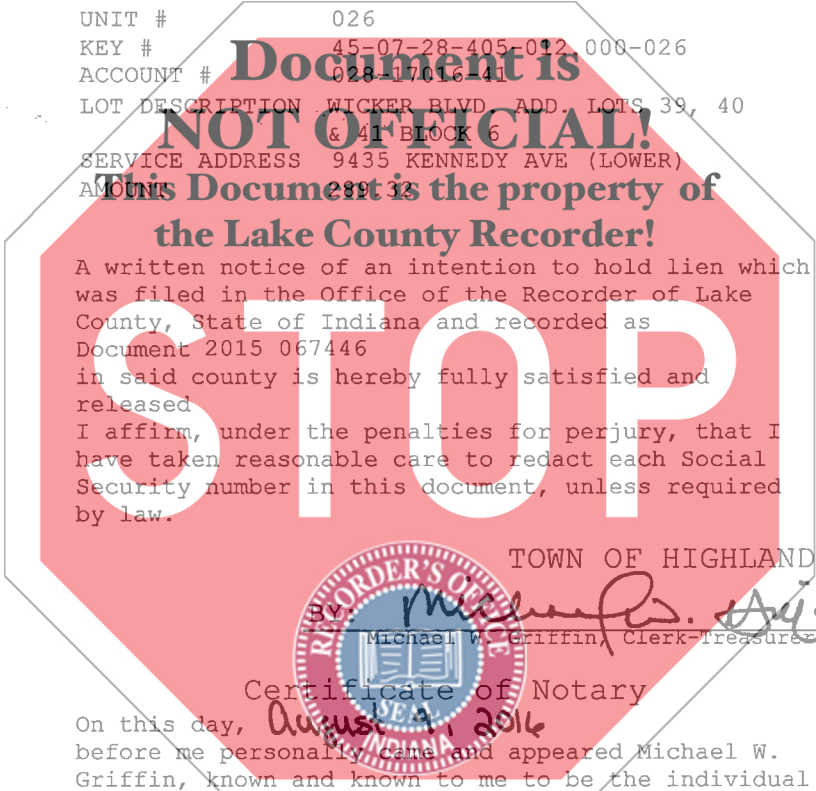 UNIT # 026
KEY # 45-07-28-405-012.000-026
ACCOUNT # 028-17016-41
LOT DESCRIPTION WICKER BLVD. ADD. LOTS 39, 40
& 41 BLOCK 6
SERVICE ADDRESS 9435 KENNEDY AVE (LOWER)
AMOUNT 289.32
Document is
NOT OFFICIAL!
This Document is the property of
the Lake County Recorder!
STOP
A written notice of an intention to hold lien which
was filed in the Office of the Recorder of Lake
County, State of Indiana and recorded as
Document 2015 067446
in said county is hereby fully satisfied and
released
I affirm, under the penalties for perjury, that I
have taken reasonable care to redact each Social
Security number in this document, unless required
by law.
TOWN OF HIGHLAND
BY:
Michael W. Griffin, Clerk-Treasurer
RECORDER'S OFFICE
SEAL
INDIANA
Certificate of Notary
On this day, August 9, 2016
before me personally came and appeared Michael W.
Griffin, known and known to me to be the individual